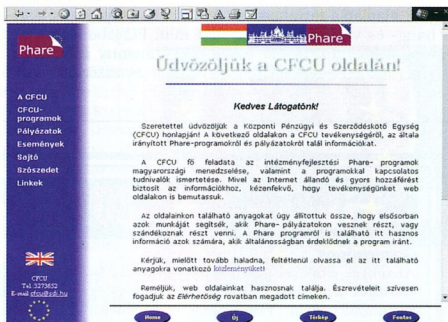 Phare
Phare
Üdvözöljük a CFCU oldalán!
A CFCU
CFCU-
programok
Pályázatok
Események
Sajtó
Szószedet
Linkek
CFCU
Tel. 3273652
E-mail cfcu@sdi.hu
Kedves Látogatónk!
Szeretettel üdvözöljük a Központi Pénzügyi és Szerződéskötő Egység
(CFCU) honlapján! A következő oldalakon a CFCU tevékenységéről, az általa
irányított Phare-programokról és pályázatokról talál információkat.
A CFCU fő feladata az intézményfejlesztési Phare- programok
magyarországi menedzselése, valamint a programokkal kapcsolatos
tudnivalók ismertetése. Mivel az Internet állandó és gyors hozzáférést
biztosít az információkhoz, kézenfekvő, hogy tevékenységünket web
oldalakon is bemutassuk.
Az oldalainkon található anyagokat úgy állítottuk össze, hogy elsősorban
azok munkáját segítsék, akik Phare- pályázatokon vesznek részt, vagy
szándékoznak részt venni. A Phare programról is található itt hasznos
információ azok számára, akik általánosságban érdeklődnek a program iránt.
Kérjük, mielőtt tovább haladna, feltétlenül olvassa el az itt található
anyagokra vonatkozó közleményüket!
Reméljük, web oldalainkat hasznosnak találja. Észrevételeit szívesen
fogadjuk az Elérhetőség rovatban megadott címeken.
Home
Új
Térkép
Fontos